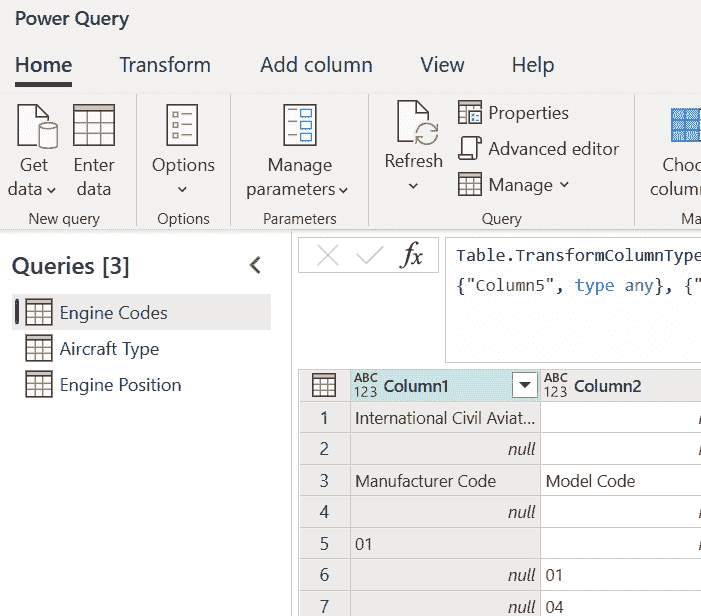 Power Query
Home Transform Add column View Help
Get data
Enter data
Options
Manage parameters
Refresh
Properties
Advanced editor
Manage
New query
Options
Parameters
Query
Queries [3]
fx
Table.TransformColumnType
{"Column5", type any}, {"
Engine Codes
Aircraft Type
Engine Position
ABC 123 Column1 ABC 123 Column2
1 International Civil Aviat...
2 null
3 Manufacturer Code Model Code
4 null
5 01
6 null 01
7 null 04